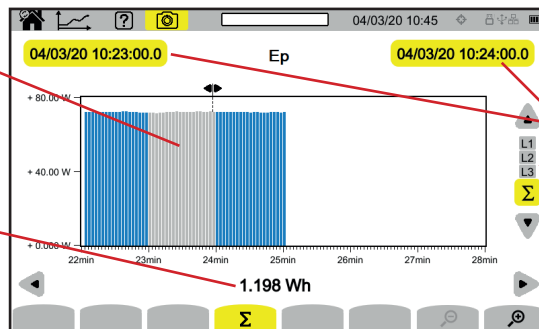 ?
04/03/20 10:45
04/03/20 10:23:00.0
Ep
04/03/20 10:24:00.0
+ 80.00 W
+ 40.00 W
+ 0.000 W
L1
L2
L3
Σ
22min 23min 24min 25min 26min 27min 28min
1.198 Wh
Σ